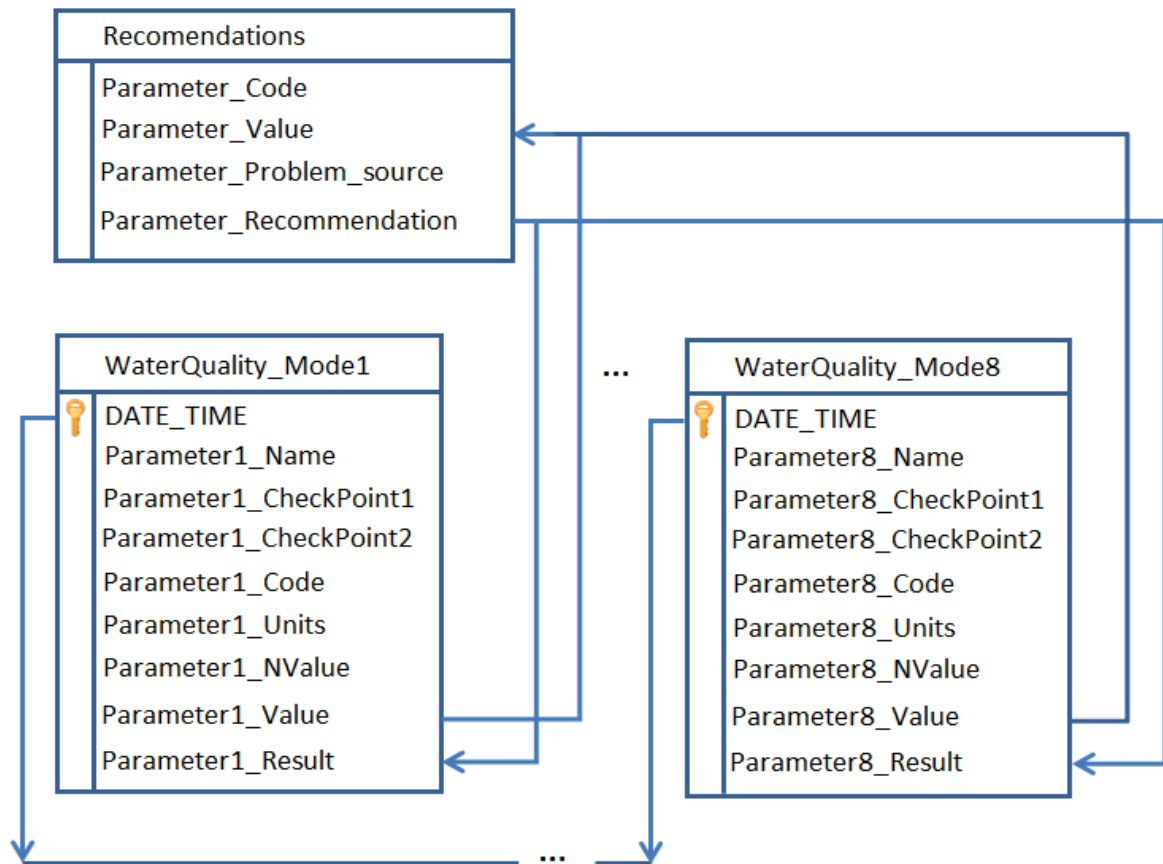 Recomendations
Parameter_Code
Parameter_Value
Parameter_Problem_source
Parameter_Recommendation
WaterQuality_Mode1
DATE_TIME
Parameter1_Name
Parameter1_CheckPoint1
Parameter1_CheckPoint2
Parameter1_Code
Parameter1_Units
Parameter1_NValue
Parameter1_Value
Parameter1_Result
...
WaterQuality_Mode8
DATE_TIME
Parameter8_Name
Parameter8_CheckPoint1
Parameter8_CheckPoint2
Parameter8_Code
Parameter8_Units
Parameter8_NValue
Parameter8_Value
Parameter8_Result
...